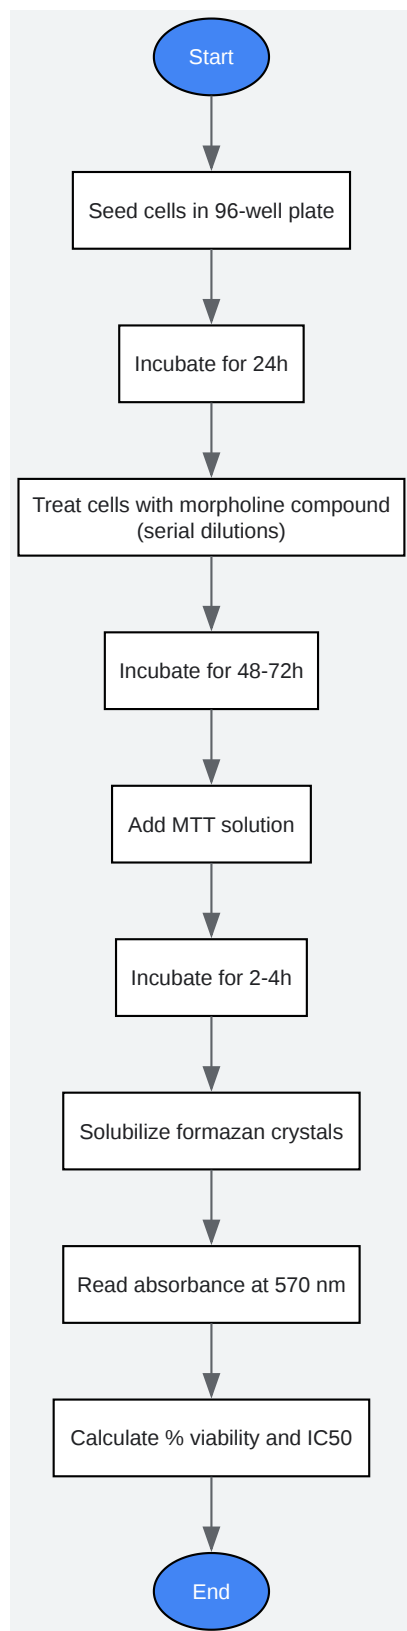 Start
Seed cells in 96-well plate
Incubate for 24h
Treat cells with morpholine compound
(serial dilutions)
Incubate for 48-72h
Add MTT solution
Incubate for 2-4h
Solubilize formazan crystals
Read absorbance at 570 nm
Calculate % viability and IC50
End